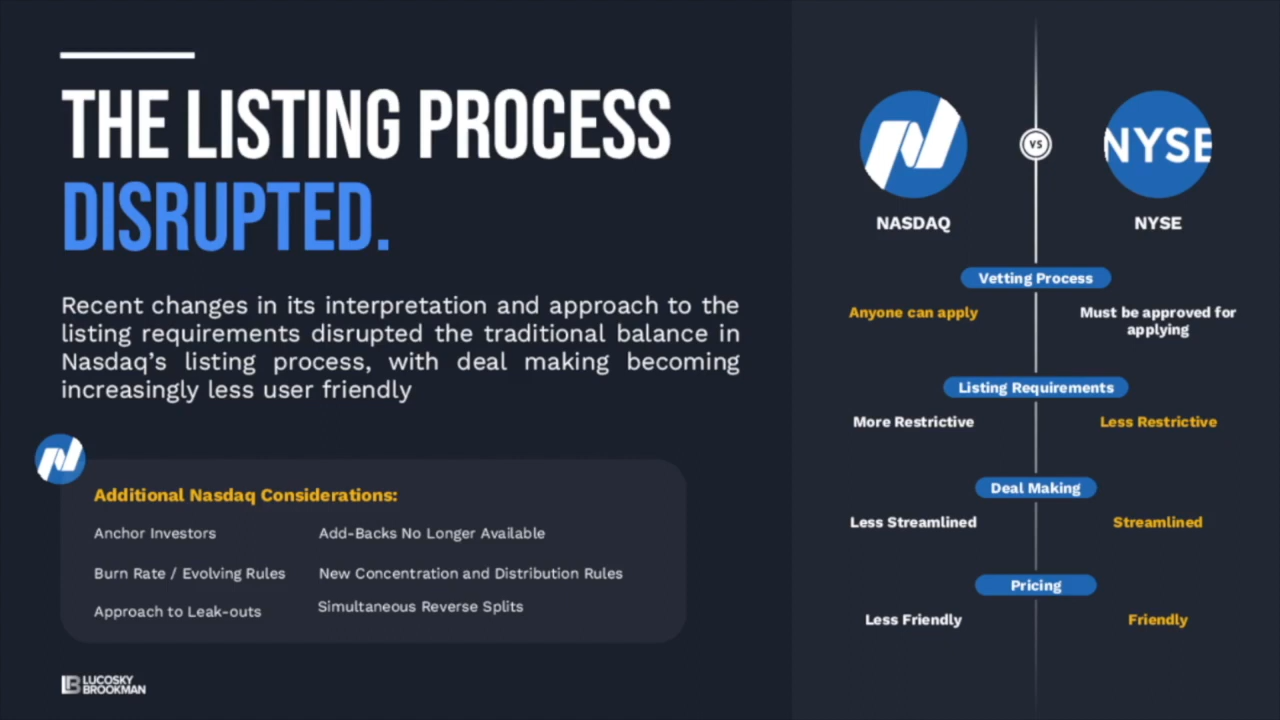 THE LISTING PROCESS
DISRUPTED.
Recent changes in its interpretation and approach to the
listing requirements disrupted the traditional balance in
Nasdaq’s listing process, with deal making becoming
increasingly less user friendly
Additional Nasdaq Considerations:
Anchor Investors
Add-Backs No Longer Available
Burn Rate / Evolving Rules
New Concentration and Distribution Rules
Approach to Leak-outs
Simultaneous Reverse Splits
LB LUCOSKY
BROOKMAN
VS
NYSE
NASDAQ
NYSE
Vetting Process
Anyone can apply
Must be approved for
applying
Listing Requirements
More Restrictive
Less Restrictive
Deal Making
Less Streamlined
Streamlined
Pricing
Less Friendly
Friendly